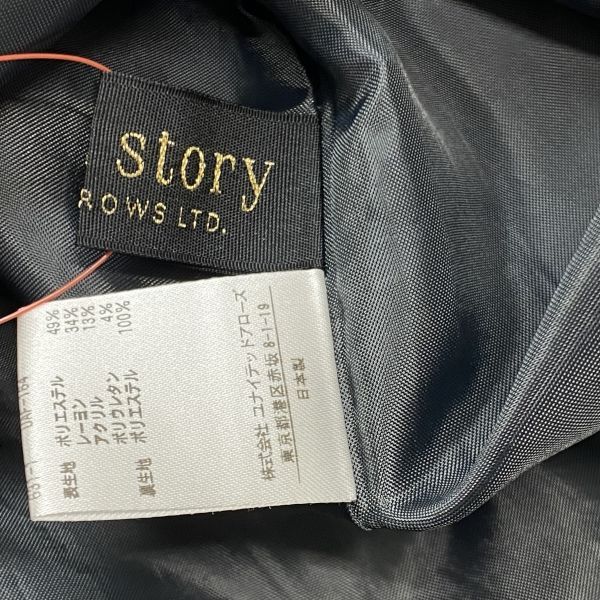 story
ROWS LTD.
表生地 ポリエステル 49%
レーヨン 34%
アクリル 13%
ポリウレタン 4%
裏生地 ポリエステル 100%
株式会社 ユナイテッドアローズ
東京都港区赤坂8-1-19
日本製